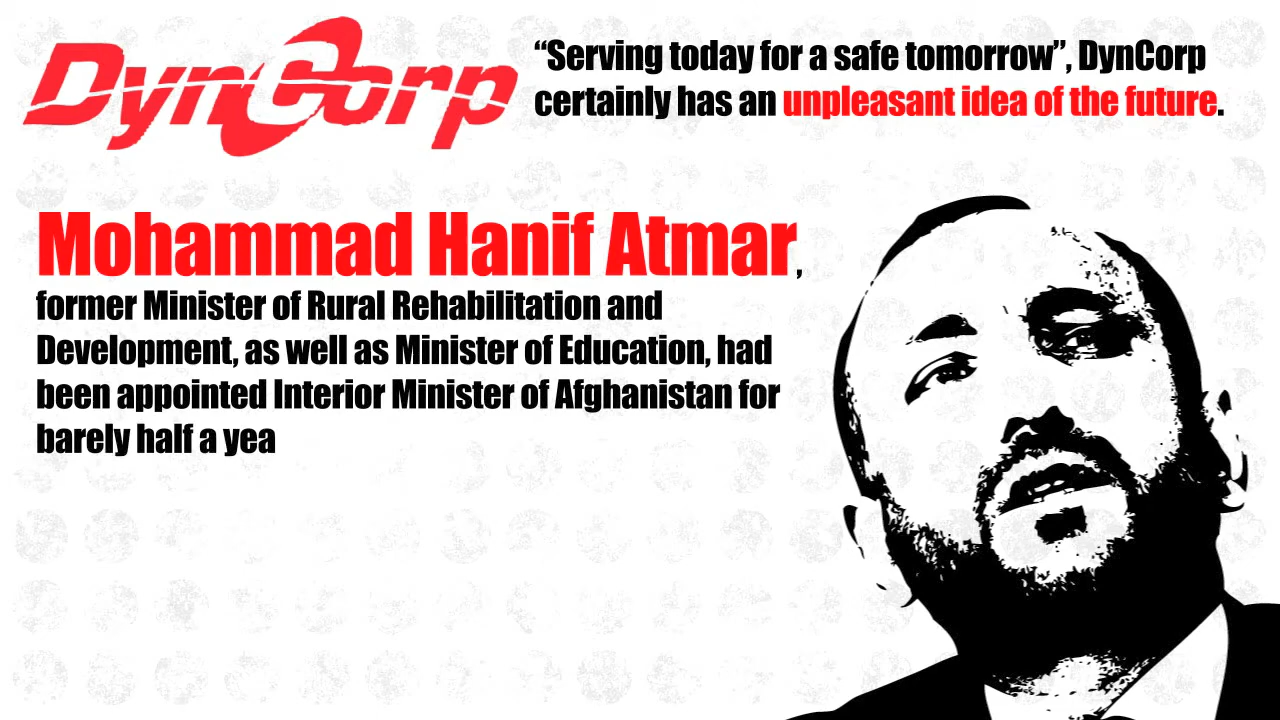 DynCorp
“Serving today for a safe tomorrow”, DynCorp
certainly has an unpleasant idea of the future.
Mohammad Hanif Atmar,
former Minister of Rural Rehabilitation and
Development, as well as Minister of Education, had
been appointed Interior Minister of Afghanistan for
barely half a yea